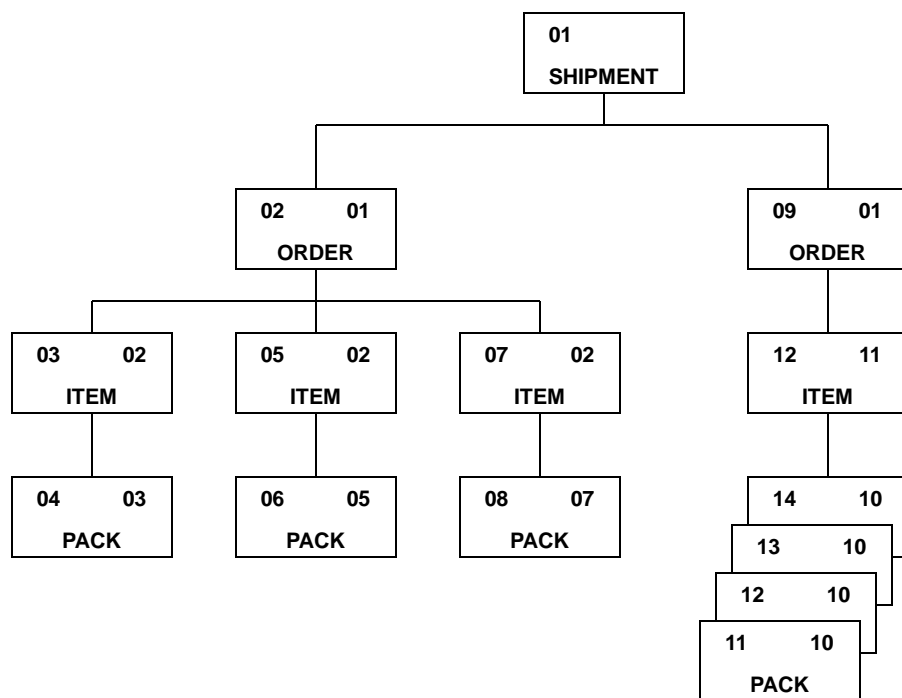 01
SHIPMENT
02 01
ORDER
09 01
ORDER
03 02
ITEM
05 02
ITEM
07 02
ITEM
12 11
ITEM
04 03
PACK
06 05
PACK
08 07
PACK
14 10
13 10
12 10
11 10
PACK